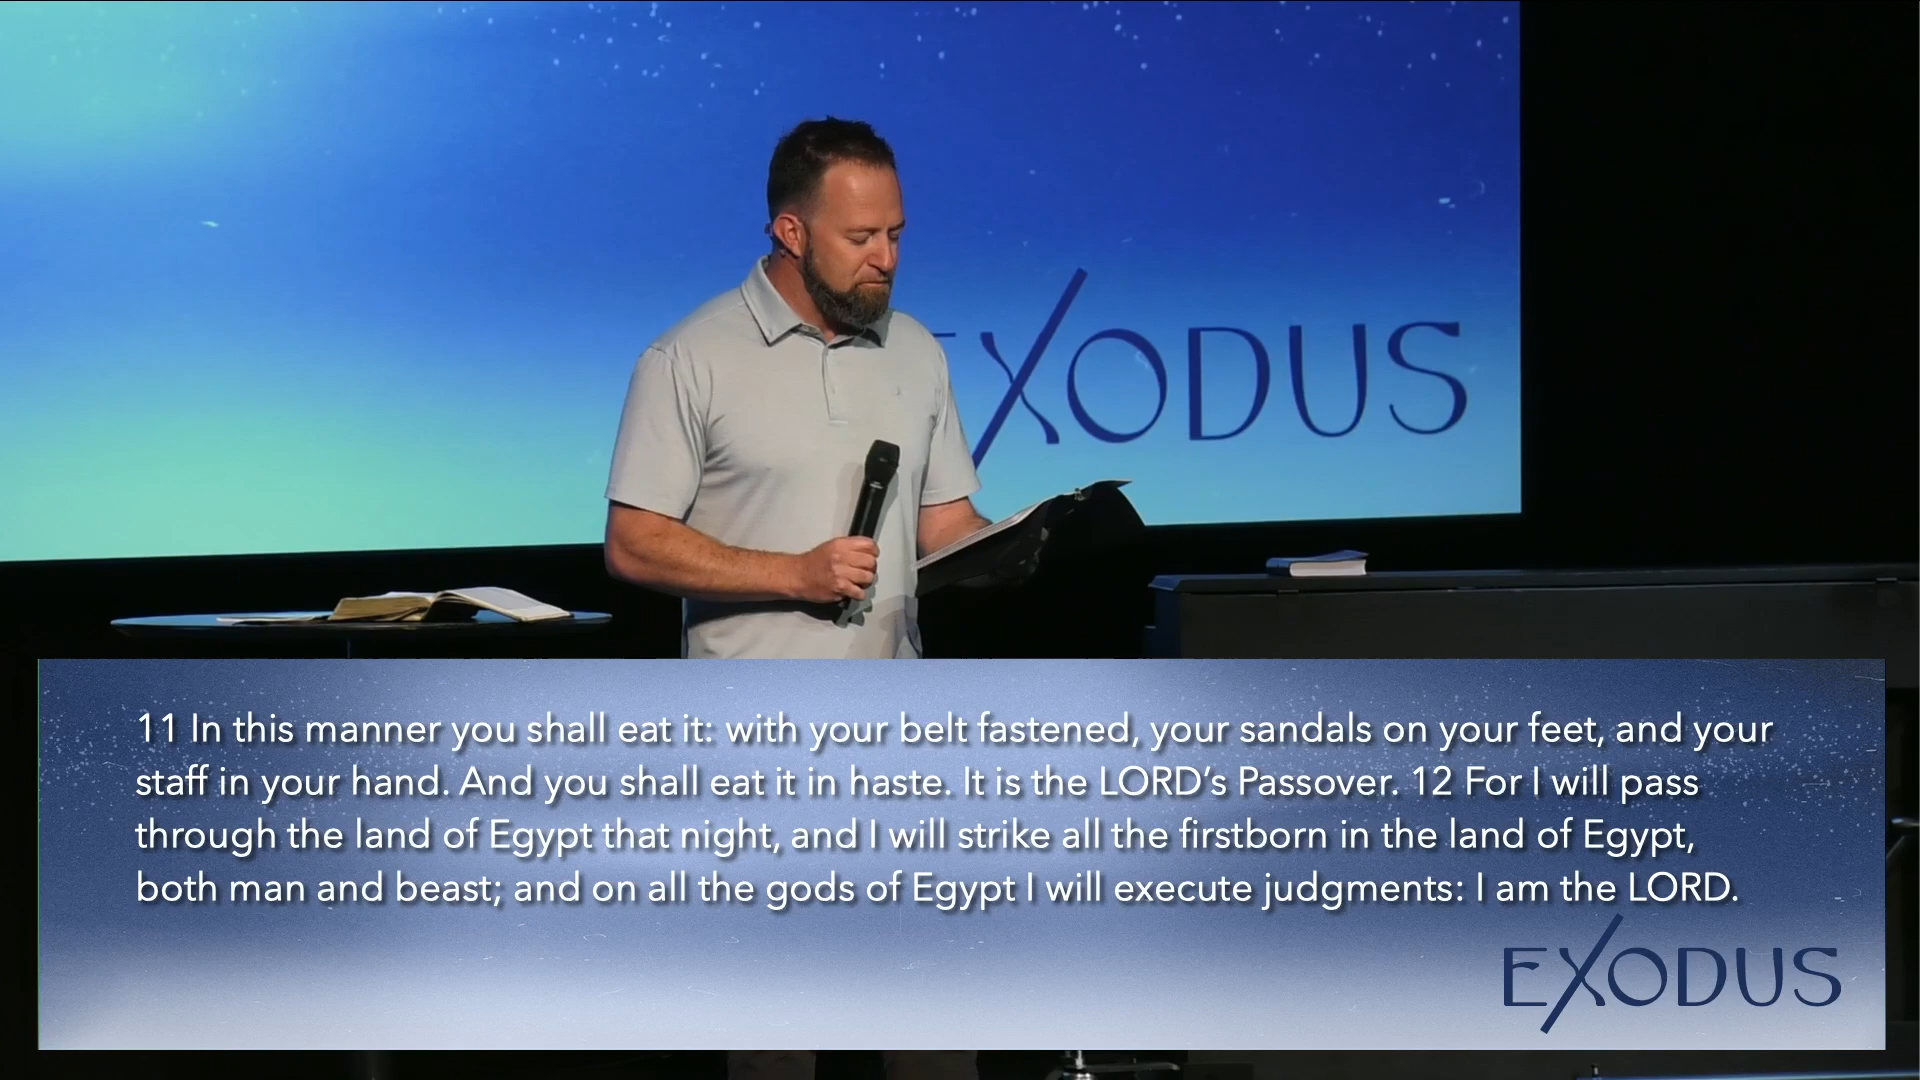 EXODUS
11 In this manner you shall eat it: with your belt fastened, your sandals on your feet, and your
staff in your hand. And you shall eat it in haste. It is the LORD’s Passover. 12 For I will pass
through the land of Egypt that night, and I will strike all the firstborn in the land of Egypt,
both man and beast; and on all the gods of Egypt I will execute judgments: I am the LORD.
EXODUS